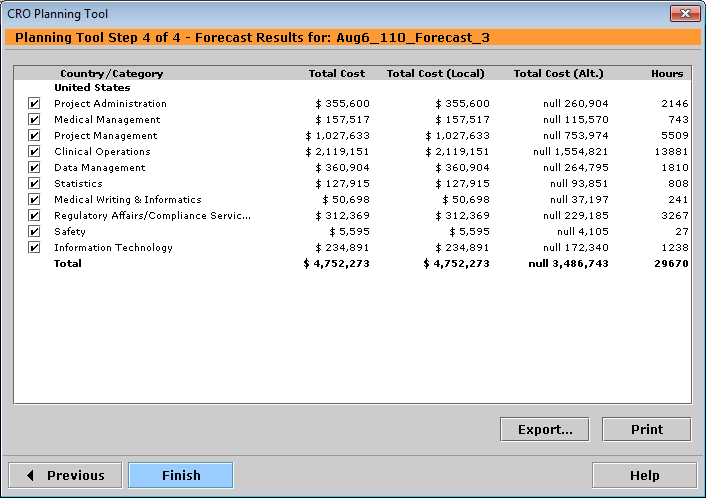 CRO Planning Tool
Planning Tool Step 4 of 4 - Forecast Results for: Aug6_110_Forecast_3
Country/Category Total Cost Total Cost (Local) Total Cost (Alt.) Hours
United States
Project Administration $ 355,600 $ 355,600 null 260,904 2146
Medical Management $ 157,517 $ 157,517 null 115,570 743
Project Management $ 1,027,633 $ 1,027,633 null 753,974 5509
Clinical Operations $ 2,119,151 $ 2,119,151 null 1,554,821 13881
Data Management $ 360,904 $ 360,904 null 264,795 1810
Statistics $ 127,915 $ 127,915 null 93,851 808
Medical Writing & Informatics $ 50,698 $ 50,698 null 37,197 241
Regulatory Affairs/Compliance Servic... $ 312,369 $ 312,369 null 229,185 3267
Safety $ 5,595 $ 5,595 null 4,105 27
Information Technology $ 234,891 $ 234,891 null 172,340 1238
Total $ 4,752,273 $ 4,752,273 null 3,486,743 29670
Export... Print
Previous Finish Help